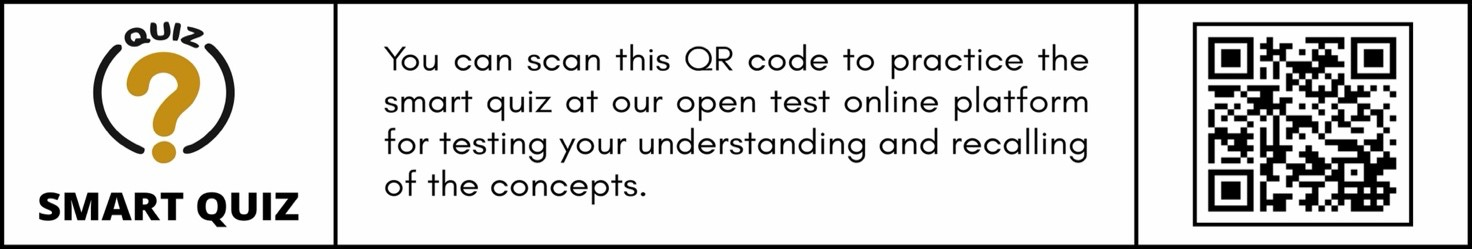 QUIZ
SMART QUIZ
You can scan this QR code to practice the
smart quiz at our open test online platform
for testing your understanding and recalling
of the concepts.